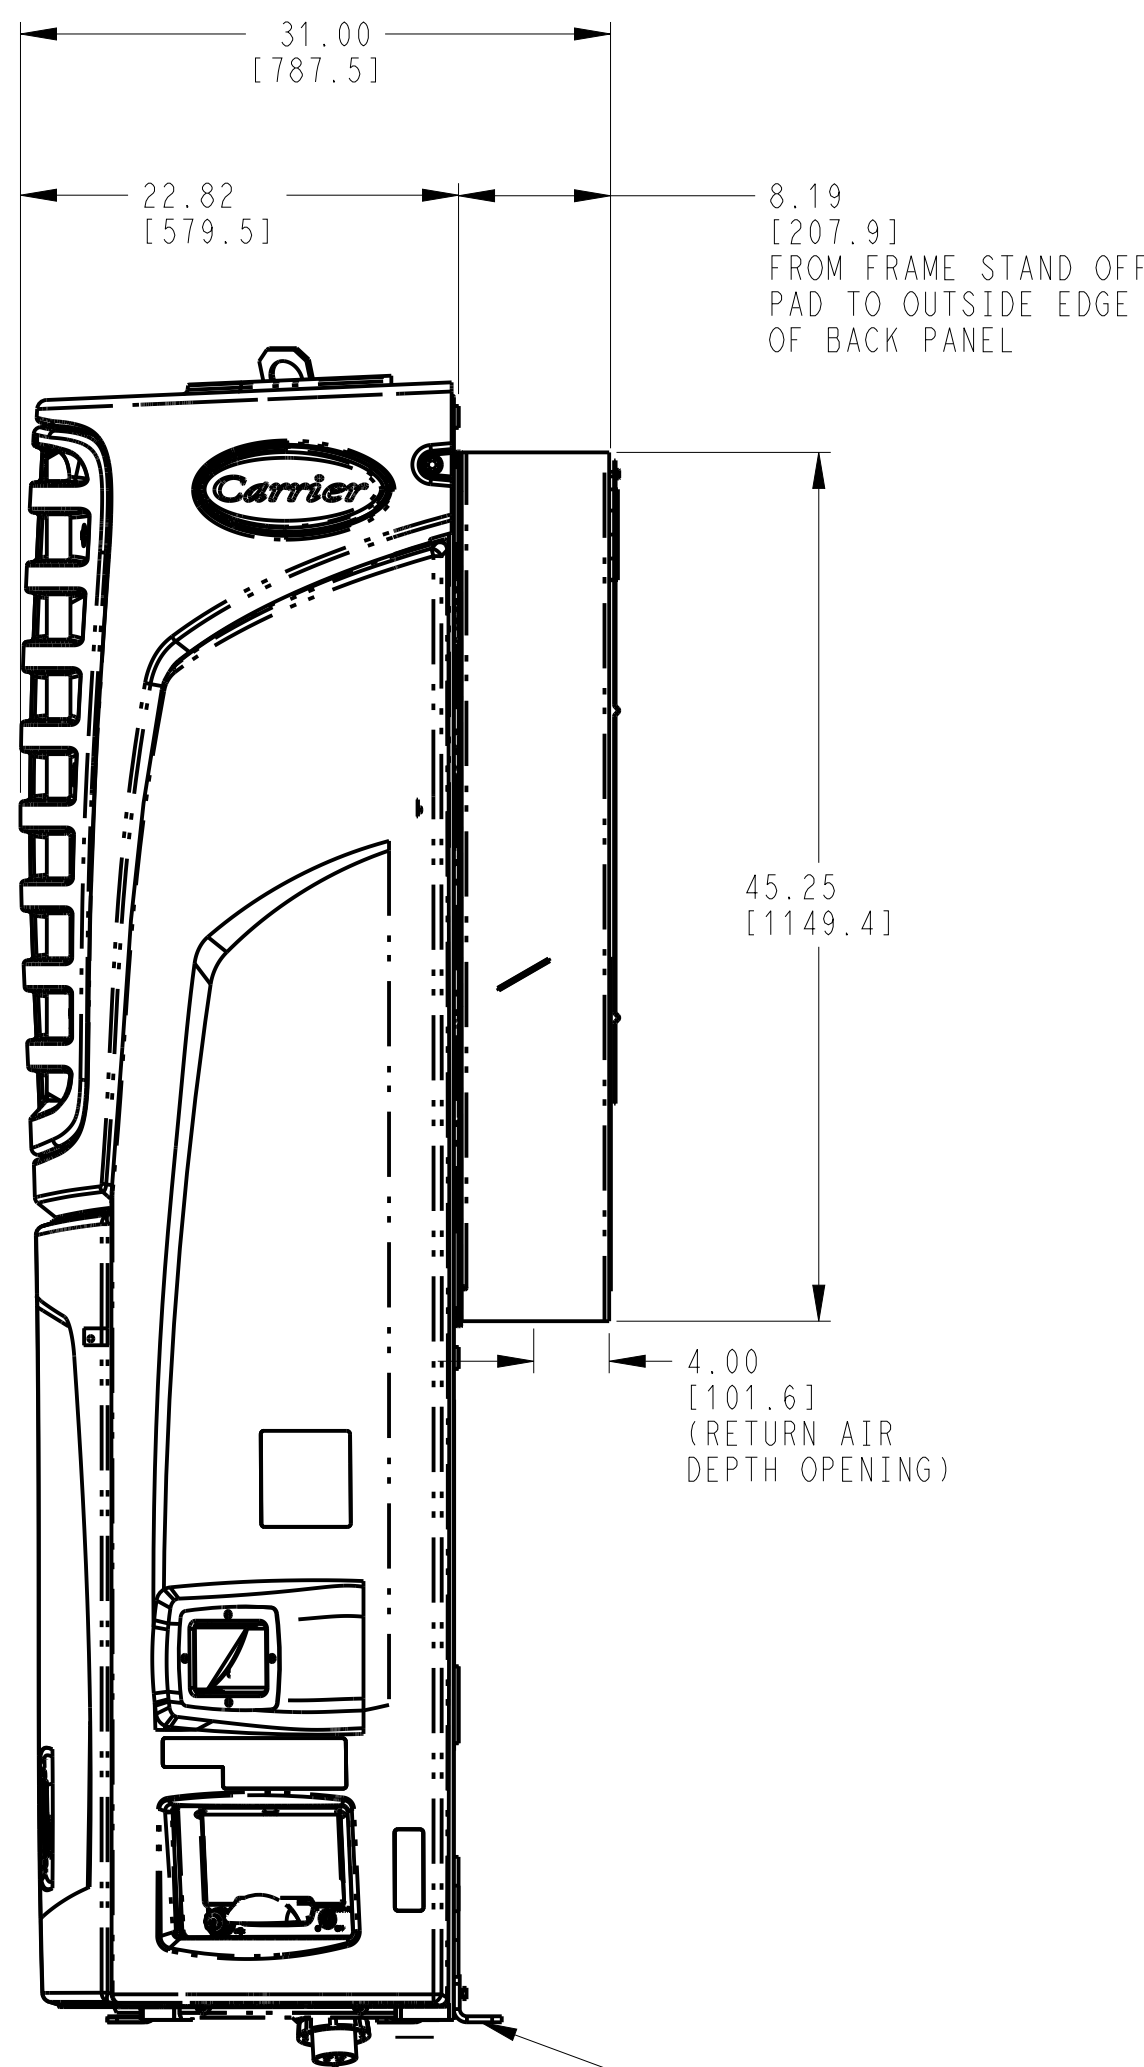 31.00
[787.5]
22.82
[579.5]
8.19
[207.9]
FROM FRAME STAND OFF
PAD TO OUTSIDE EDGE
OF BACK PANEL
Carrier
45.25
[1149.4]
4.00
[101.6]
(RETURN AIR
DEPTH OPENING)